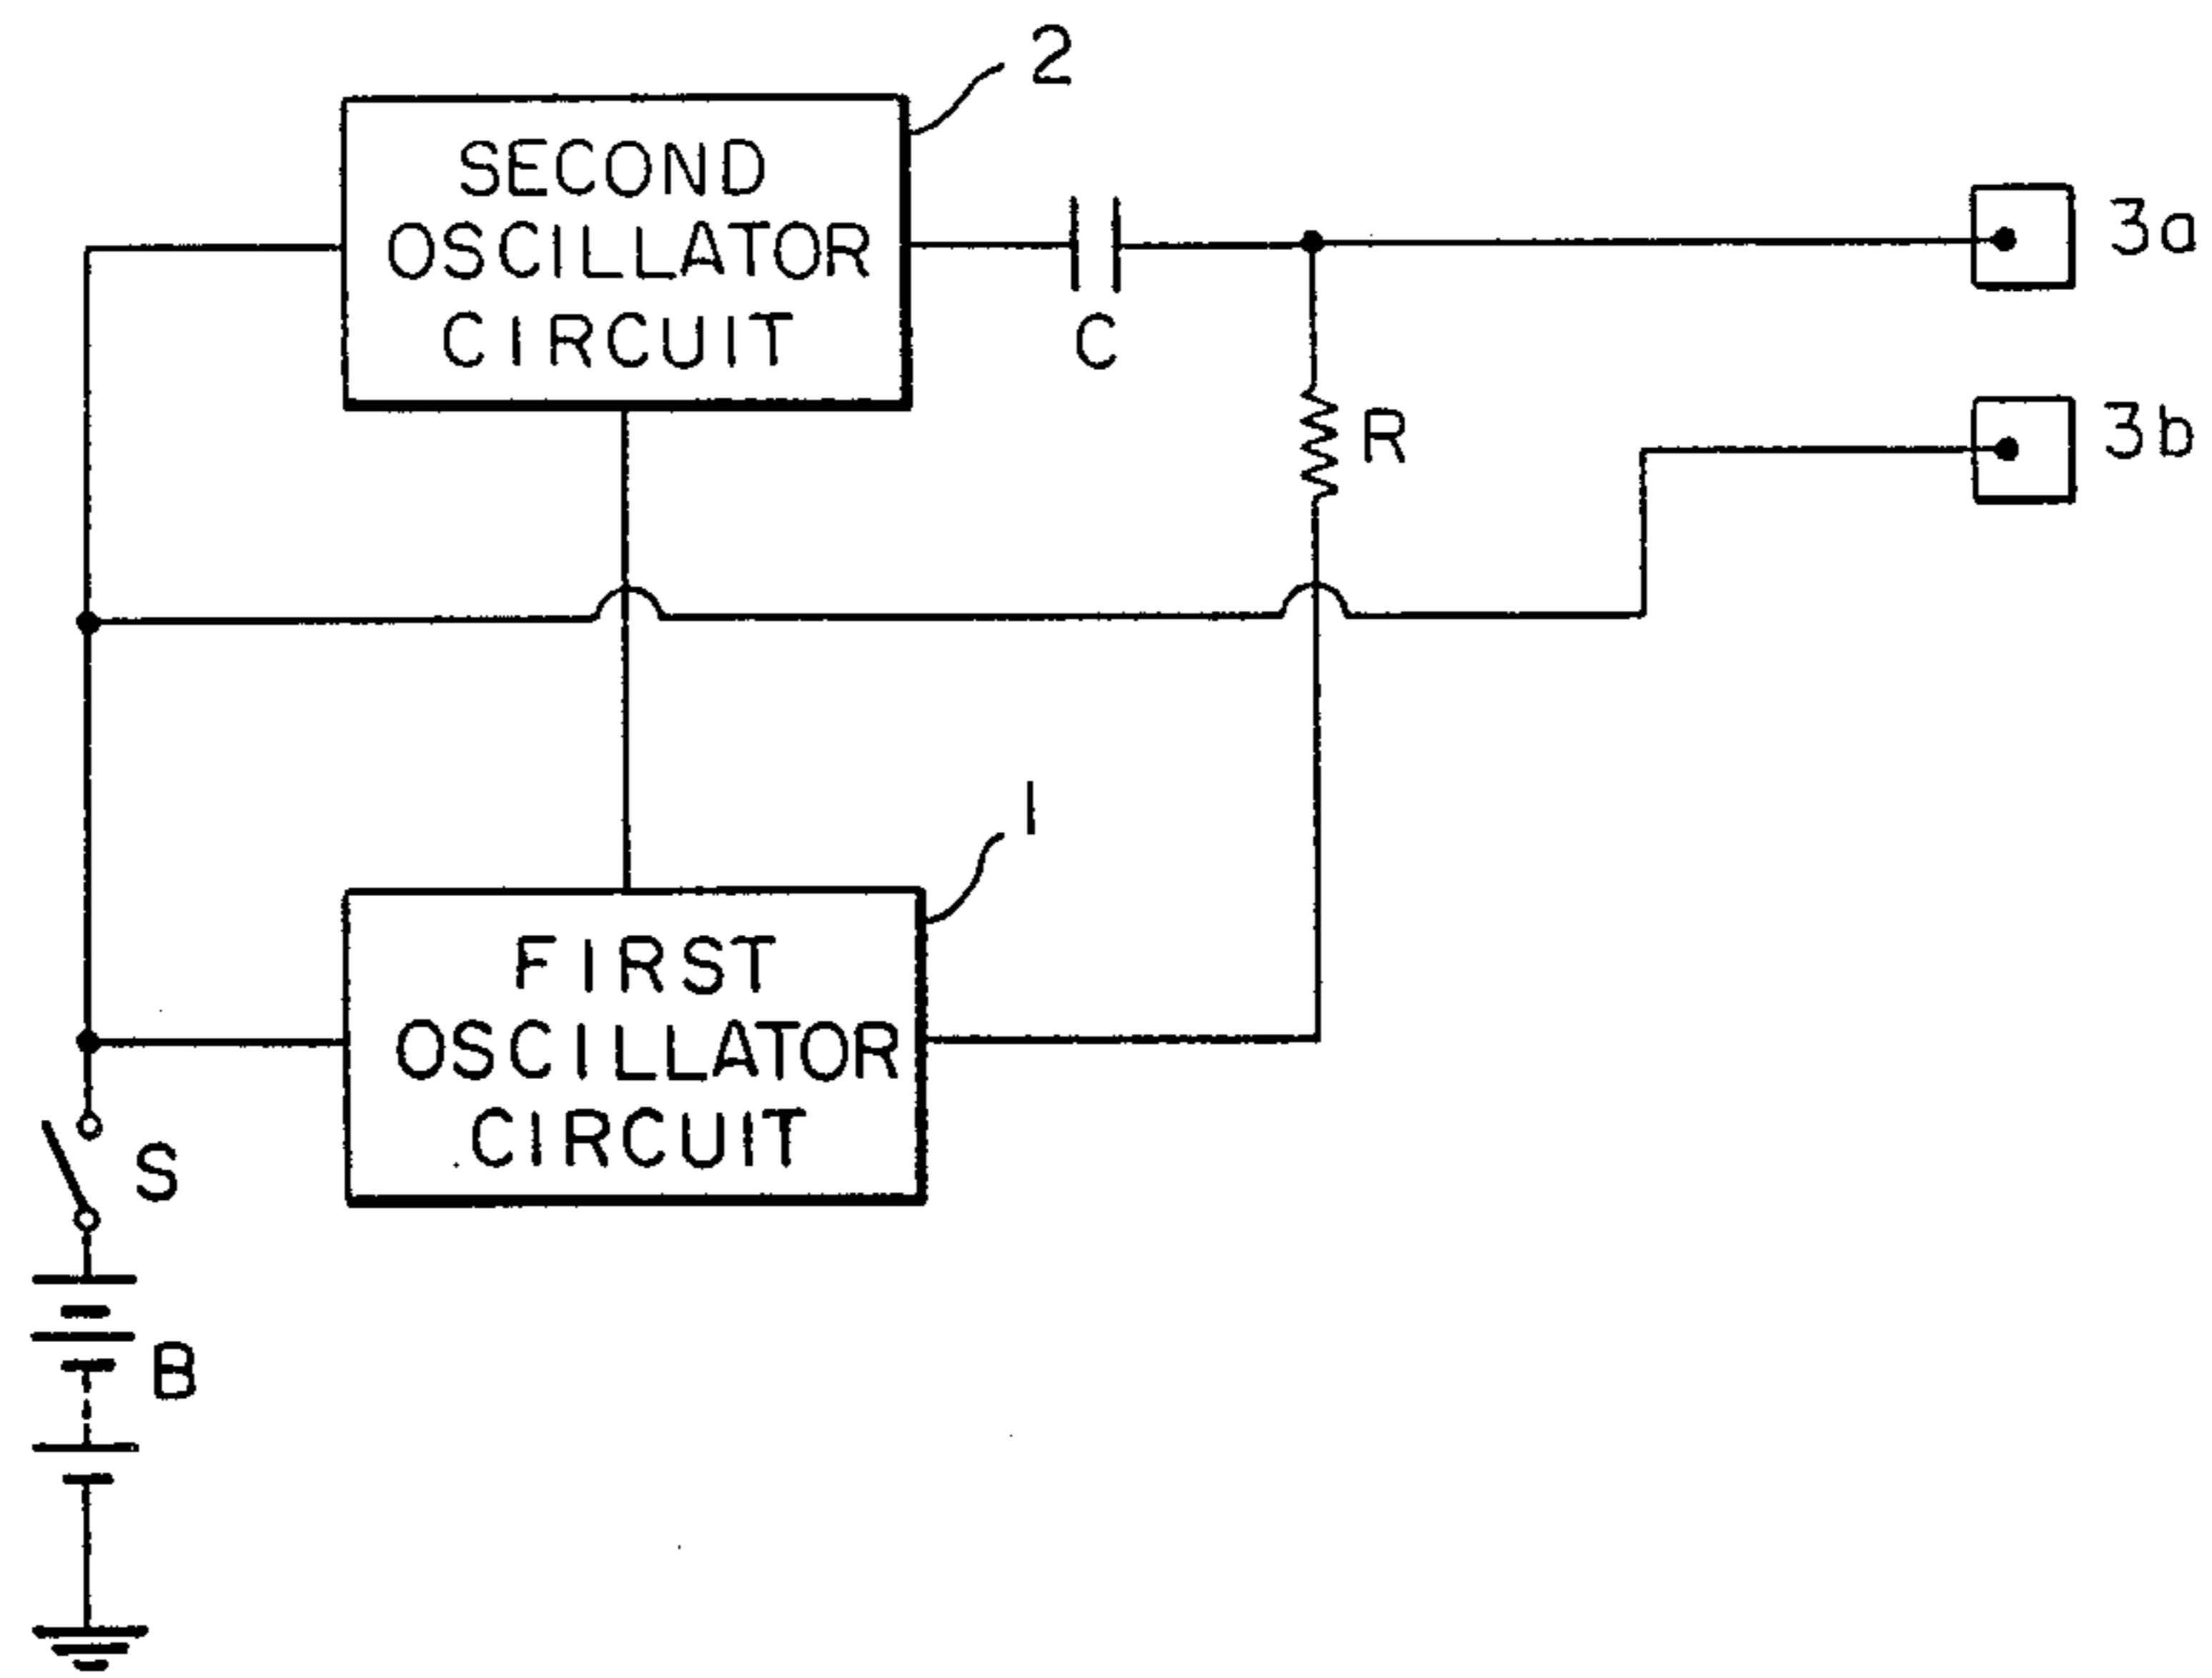 2
SECOND
OSCILLATOR
CIRCUIT
C
3a
R
3b
1
FIRST
OSCILLATOR
CIRCUIT
S
B